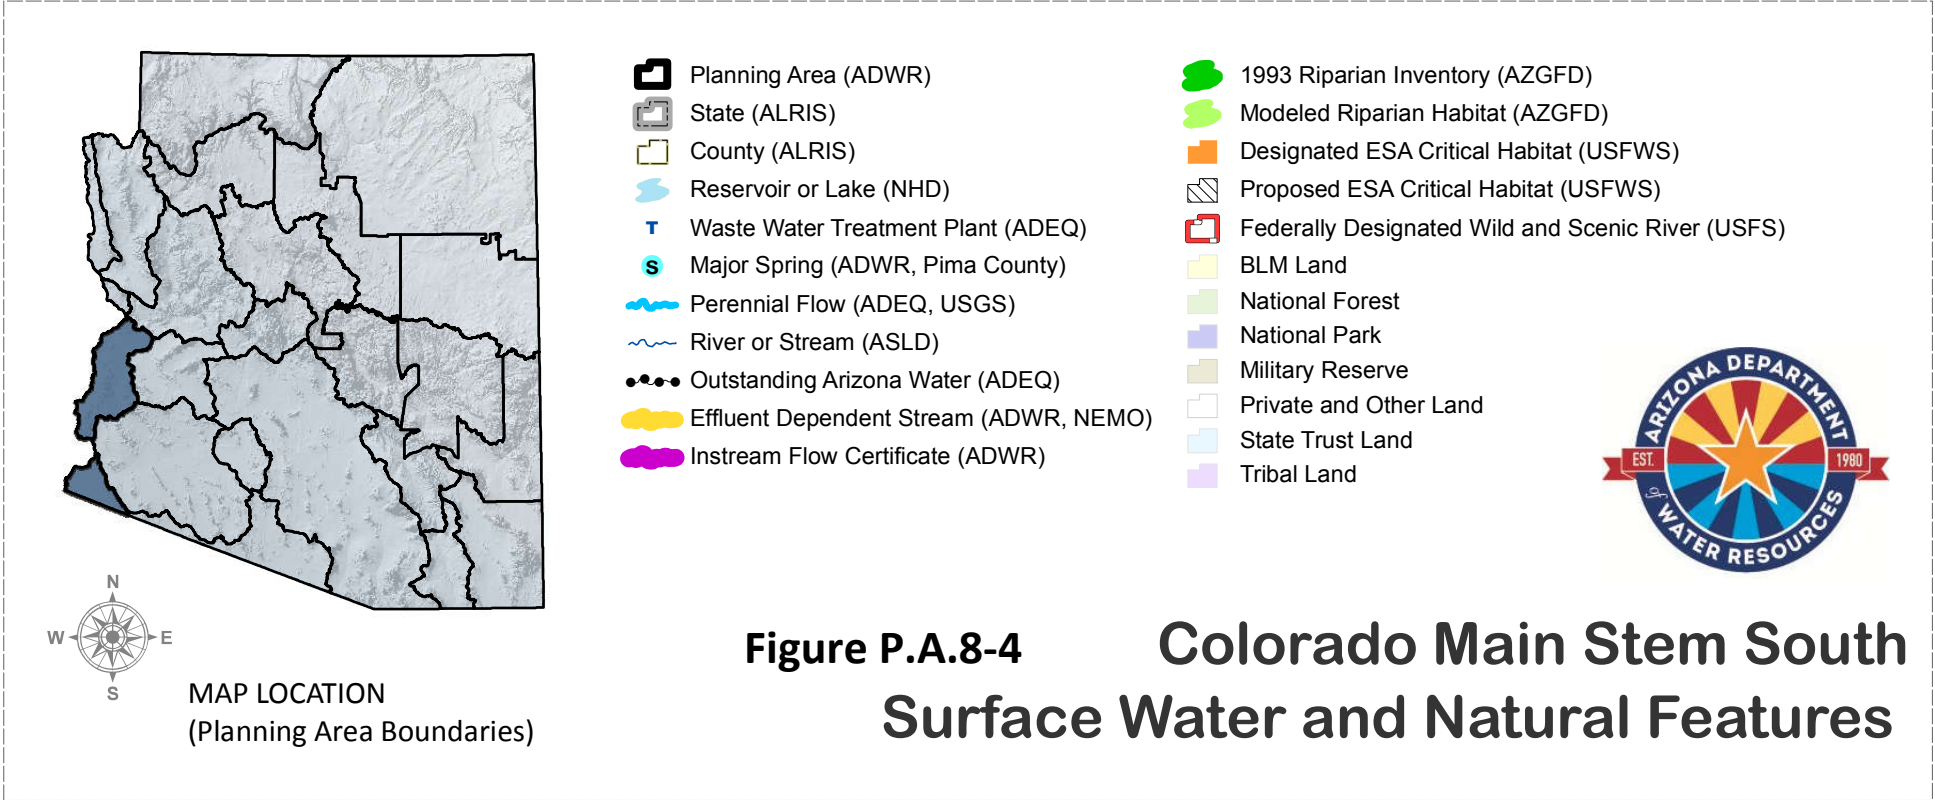 Planning Area (ADWR)
State (ALRIS)
County (ALRIS)
Reservoir or Lake (NHD)
T Waste Water Treatment Plant (ADEQ)
S Major Spring (ADWR, Pima County)
Perennial Flow (ADEQ, USGS)
River or Stream (ASLD)
Outstanding Arizona Water (ADEQ)
Effluent Dependent Stream (ADWR, NEMO)
Instream Flow Certificate (ADWR)
1993 Riparian Inventory (AZGFD)
Modeled Riparian Habitat (AZGFD)
Designated ESA Critical Habitat (USFWS)
Proposed ESA Critical Habitat (USFWS)
Federally Designated Wild and Scenic River (USFS)
BLM Land
National Forest
National Park
Military Reserve
Private and Other Land
State Trust Land
Tribal Land
ARIZONA DEPARTMENT
EST. 1980
of WATER RESOURCES
N
W E
S
MAP LOCATION
(Planning Area Boundaries)
Figure P.A.8-4 Colorado Main Stem South
Surface Water and Natural Features